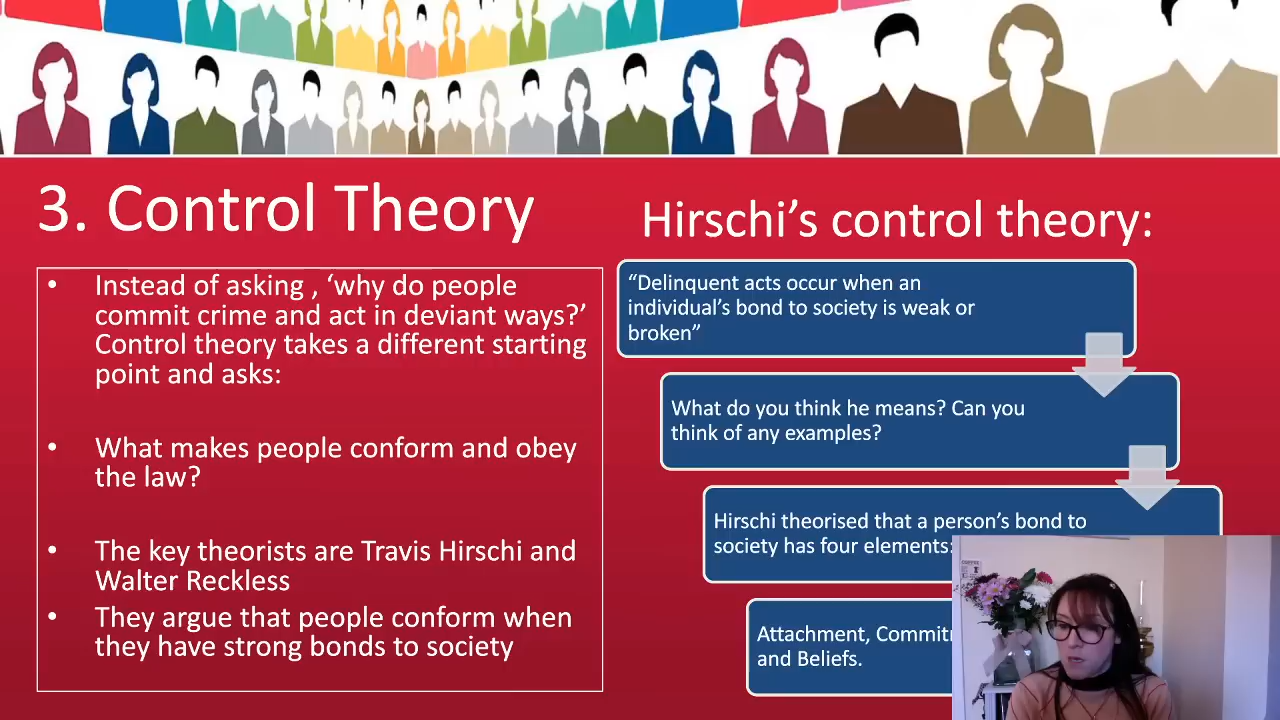 3. Control Theory
• Instead of asking , ‘why do people
commit crime and act in deviant ways?’
Control theory takes a different starting
point and asks:
• What makes people conform and obey
the law?
• The key theorists are Travis Hirschi and
Walter Reckless
• They argue that people conform when
they have strong bonds to society
Hirschi’s control theory:
“Delinquent acts occur when an
individual’s bond to society is weak or
broken”
What do you think he means? Can you
think of any examples?
Hirschi theorised that a person’s bond to
society has four elements:
Attachment,
and Beliefs.